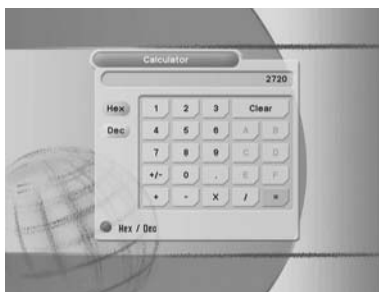 Calculator
2720
Hex 1 2 3 Clear
Dec 4 5 6 A B
7 8 9 C D
+/- 0 . E F
+ - X / =
Hex / Dec